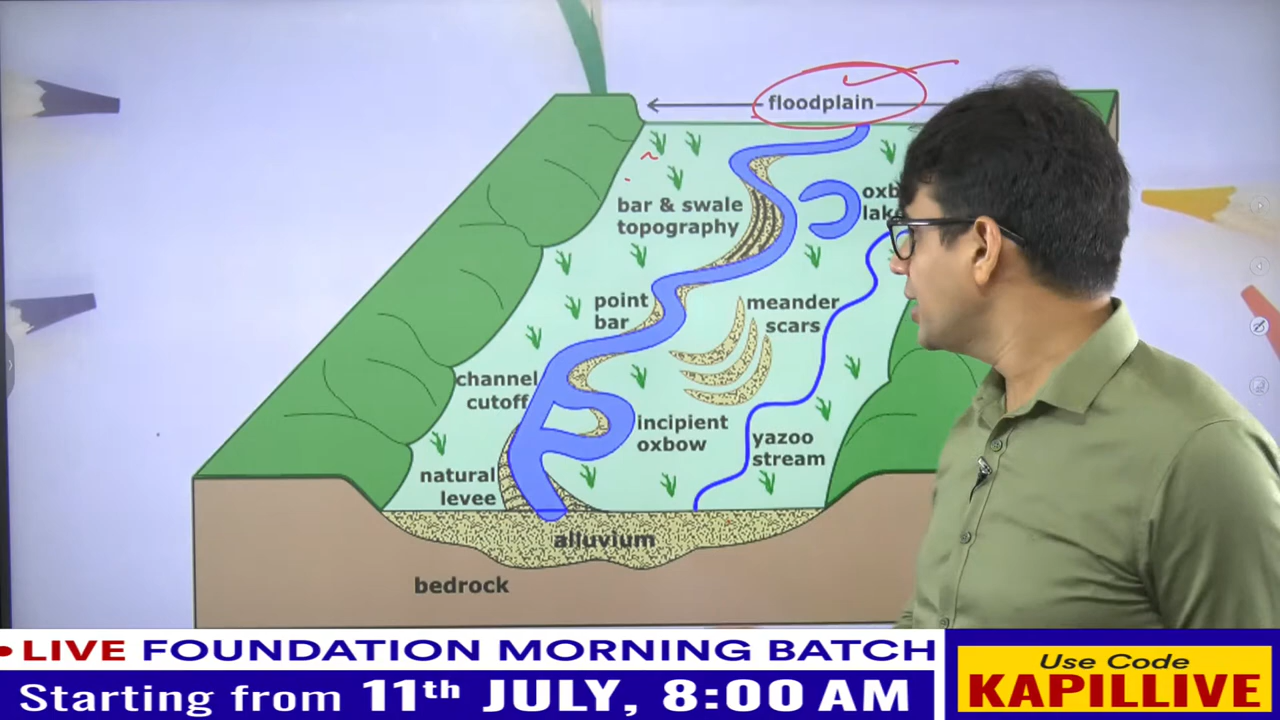 floodplain
bar & swale
topography
lake
point
bar
meander
scars
channel
cutoff
incipient
oxbow
yazoo
stream
natural
levee
alluvium
bedrock
• LIVE FOUNDATION MORNING BATCH
Starting from 11th JULY, 8:00 AM
Use Code
KAPILLIVE